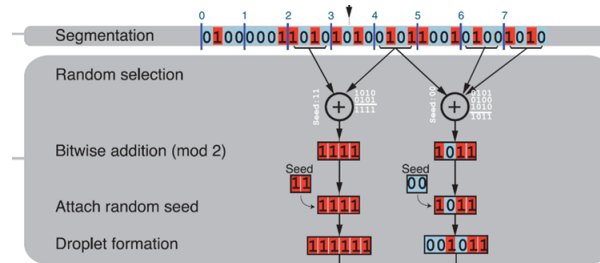 0 1 2 3 4 5 6 7
Segmentation 01000001101010100101100101001010
Random selection
Seed:11
+
1010
0101
1111
Seed:00
+
0101
0100
1010
1011
Bitwise addition (mod 2) 1111 1011
Seed Seed
11 00
Attach random seed 1111 1011
Droplet formation 111111 001011